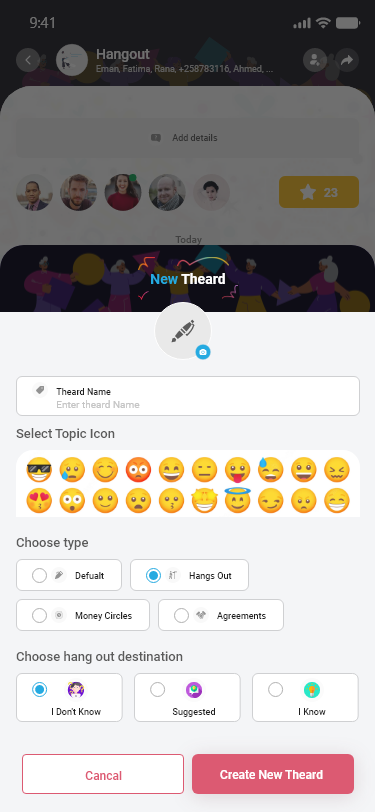 9:41
Hangout
Eman, Fatima, Rana, +258783116, Ahmed, ...
Add details
23
Today
New Theard
Theard Name
Enter theard Name
Select Topic Icon
Choose type
Defualt
Hangs Out
Money Circles
Agreements
Choose hang out destination
I Don't Know
Suggested
I Know
Cancal
Create New Theard